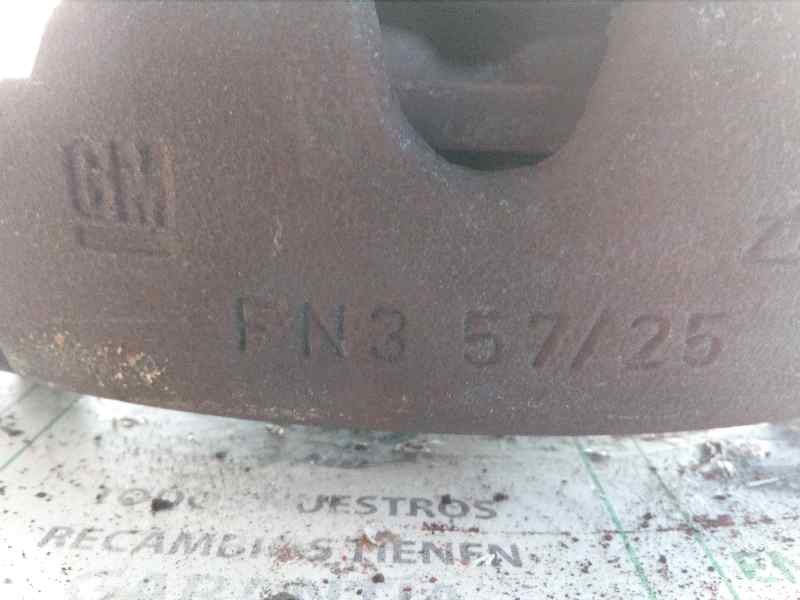 GM
FN3 57/25
JESTROS
RECAMBIOS TIENEN